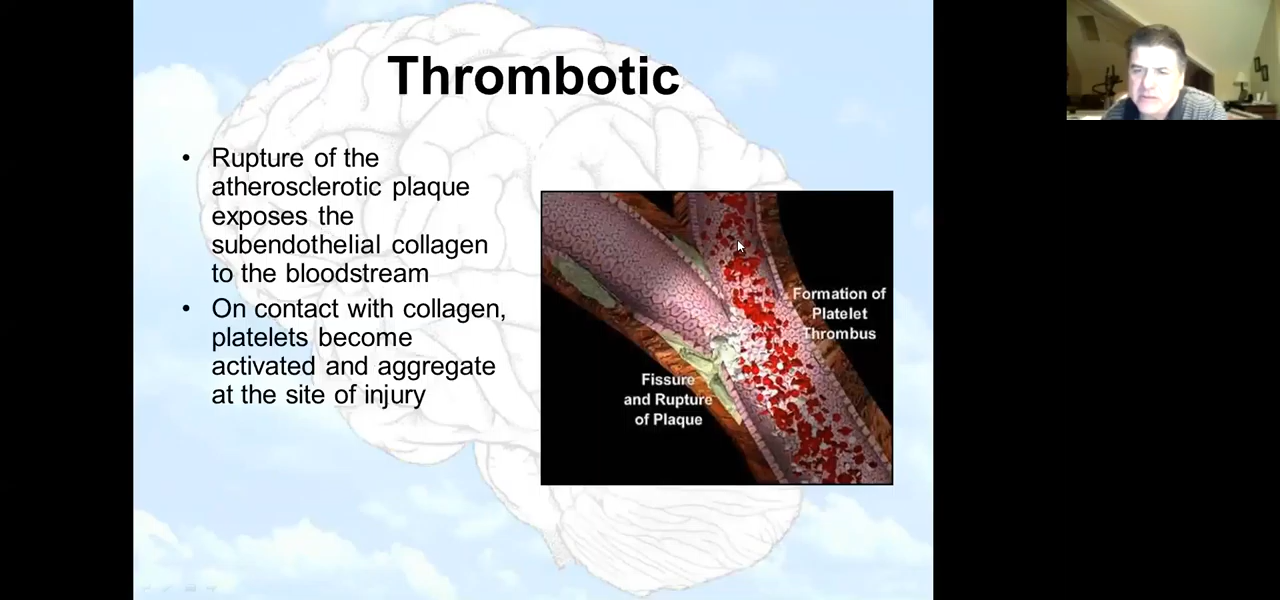 Thrombotic
• Rupture of the
atherosclerotic plaque
exposes the
subendothelial collagen
to the bloodstream
• On contact with collagen,
platelets become
activated and aggregate
at the site of injury
Formation of
Platelet
Thrombus
Fissure
and Rupture
of Plaque